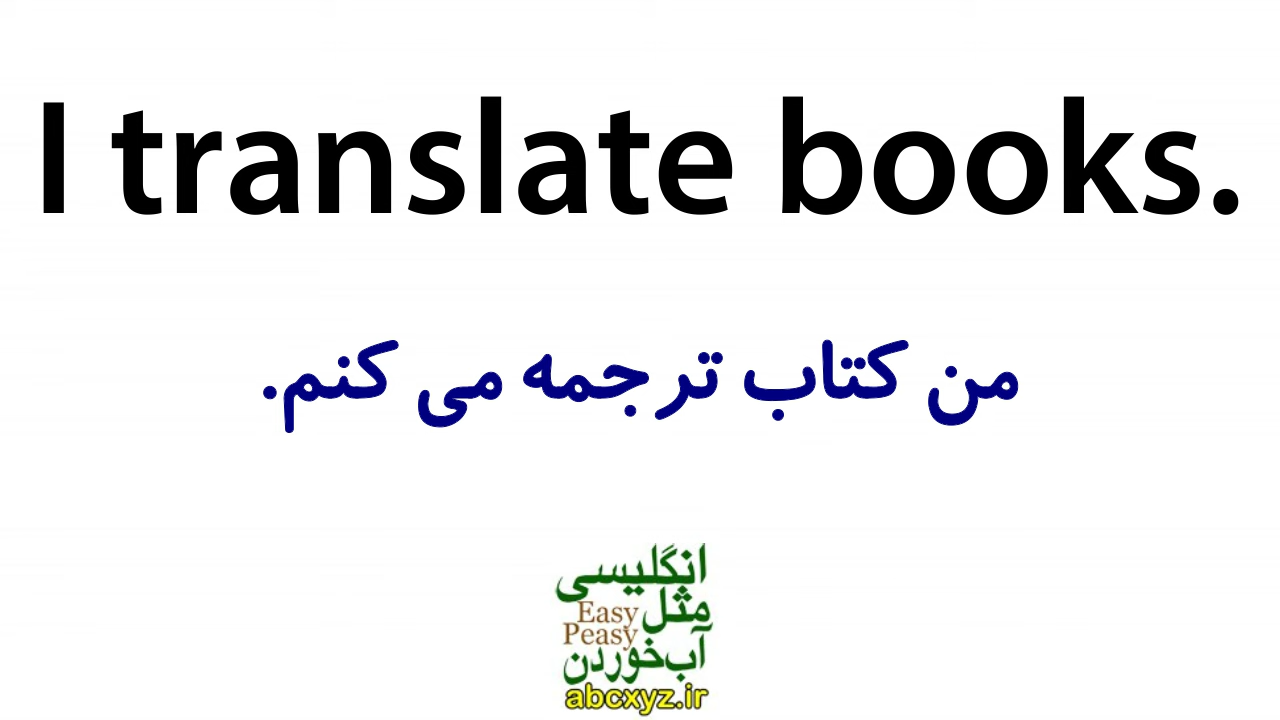 I translate books.
من کتاب ترجمه می کنم.
انگلیسی
مثل
Easy
Peasy
آب خوردن
abcxyz.ir